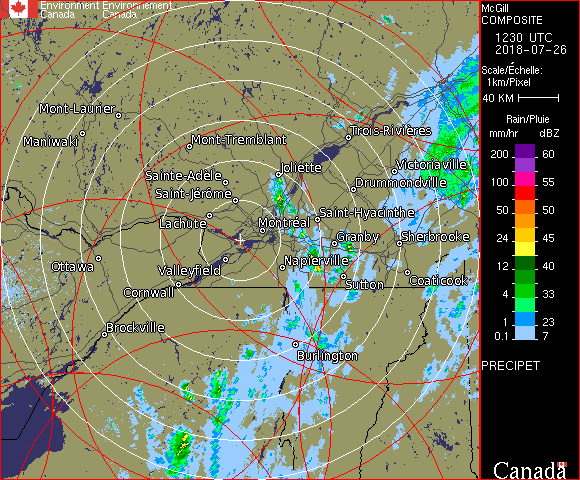 Environment Environnement
Canada Canada
McGill
COMPOSITE
1230 UTC
2018-07-26
Scale/Échelle:
1km/Pixel
40 KM
Rain/Pluie
mm/hr dBZ
200 60
100 55
50 50
24 45
12 40
4 33
1 23
0.1 7
PRECIPET
Canada
Mont-Laurier
Maniwaki
Mont-Tremblant
Trois-Rivières
Sainte-Adèle
Joliette
Victoriaville
Saint-Jérôme
Drummondville
Lachute
Montréal
Saint-Hyacinthe
Granby
Sherbrooke
Ottawa
Valleyfield
Napierville
Cornwall
Sutton
Coaticook
Brockville
Burlington